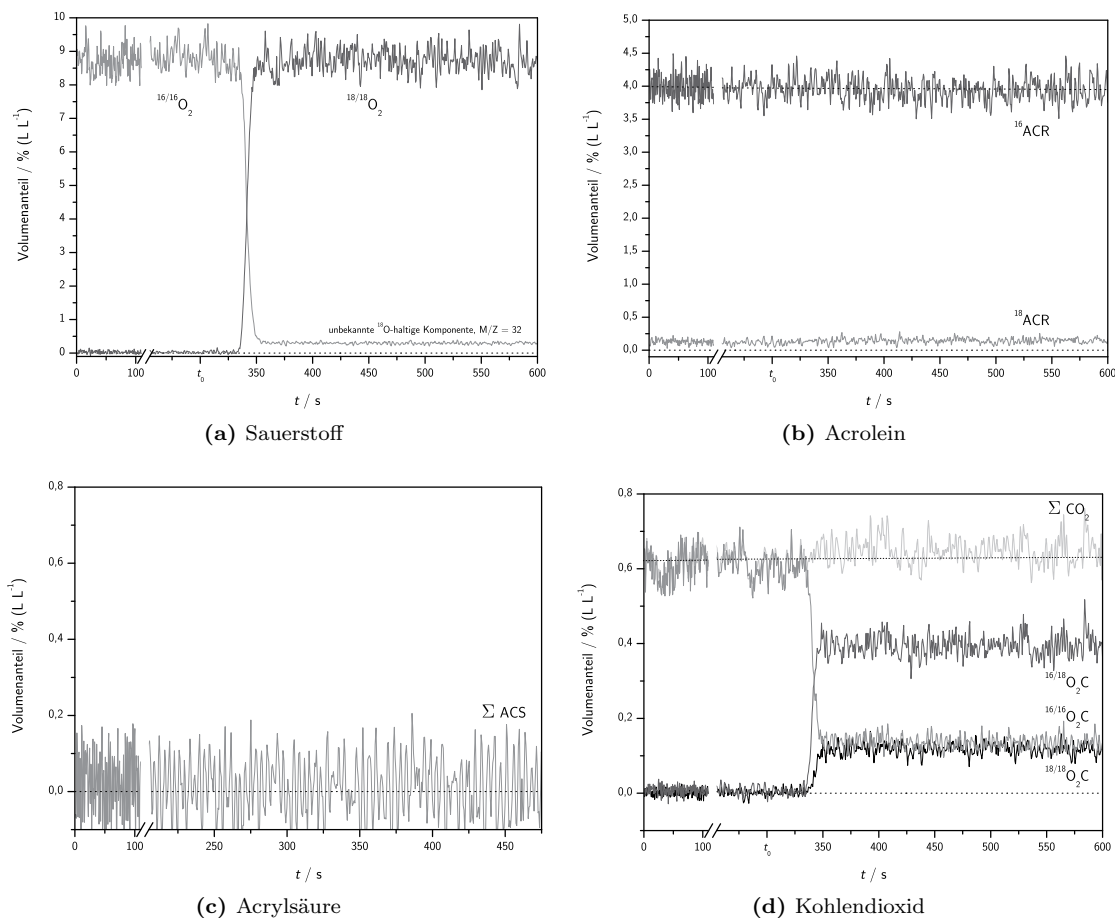 10
9
8
7
6
5
4
3
2
1
0
Volumenanteil / % (L L⁻¹)
16/16O₂
18/18O₂
unbekannte ¹⁸O-haltige Komponente, M/Z = 32
0 100 t₀ 350 400 450 500 550 600
t / s
(a) Sauerstoff
5,0
4,5
4,0
3,5
3,0
2,5
2,0
1,5
1,0
0,5
0,0
Volumenanteil / % (L L⁻¹)
¹⁶ACR
¹⁸ACR
0 100 t₀ 350 400 450 500 550 600
t / s
(b) Acrolein
0,8
0,6
0,4
0,2
0,0
Volumenanteil / % (L L⁻¹)
Σ ACS
0 100 250 300 350 400 450
t / s
(c) Acrylsäure
0,8
0,6
0,4
0,2
0,0
Volumenanteil / % (L L⁻¹)
Σ CO₂
16/18O₂C
16/16O₂C
18/18O₂C
0 100 t₀ 350 400 450 500 550 600
t / s
(d) Kohlendioxid